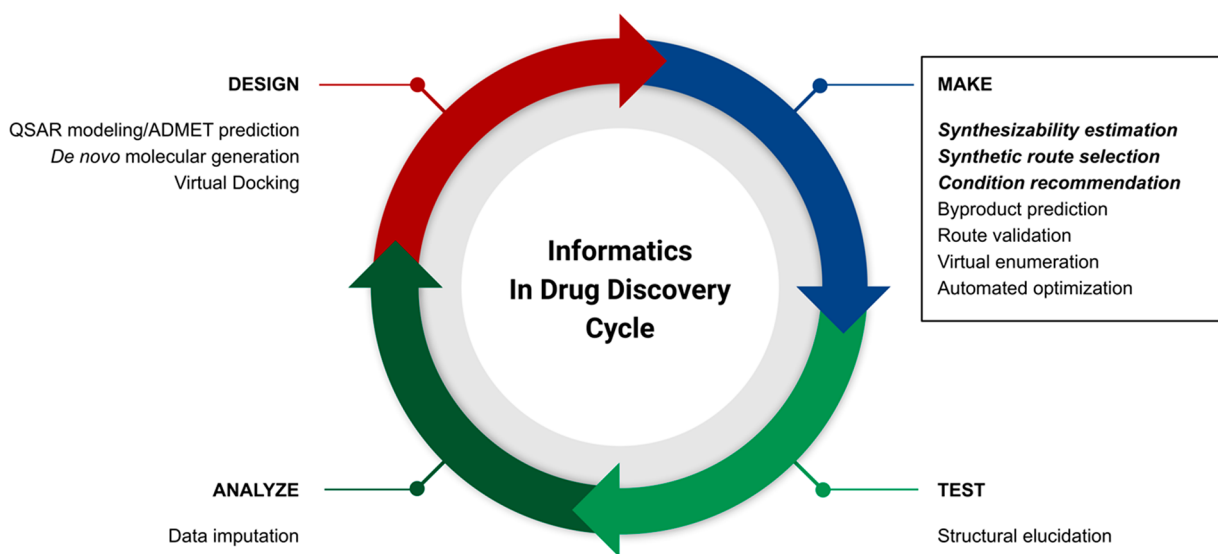 DESIGN
QSAR modeling/ADMET prediction
De novo molecular generation
Virtual Docking
MAKE
Synthesizability estimation
Synthetic route selection
Condition recommendation
Byproduct prediction
Route validation
Virtual enumeration
Automated optimization
Informatics
In Drug Discovery
Cycle
ANALYZE
Data imputation
TEST
Structural elucidation